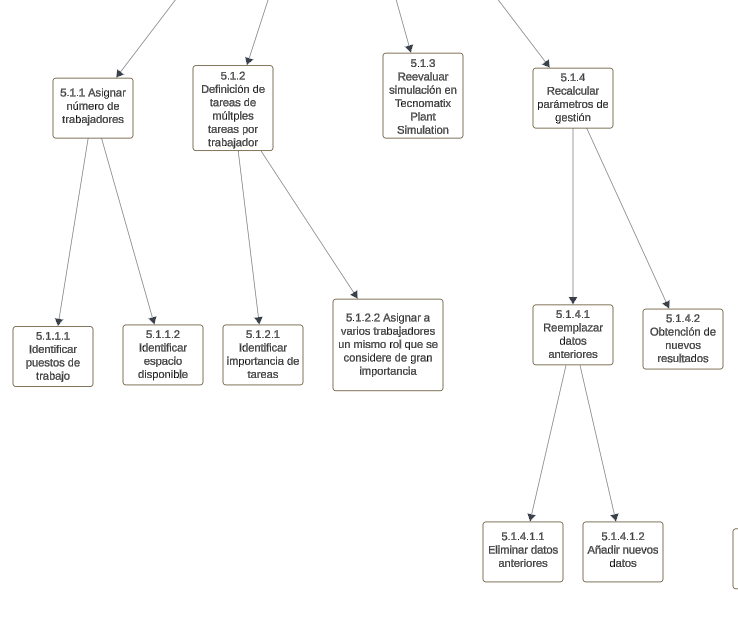 5.1.1 Asignar
número de
trabajadores
5.1.2
Definición de
tareas de
múltples
tareas por
trabajador
5.1.3
Reevaluar
simulación en
Tecnomatix
Plant
Simulation
5.1.4
Recalcular
parámetros de
gestión
5.1.1.1
Identificar
puestos de
trabajo
5.1.1.2
Identificar
espacio
disponible
5.1.2.1
Identificar
importancia de
tareas
5.1.2.2 Asignar a
varios trabajadores
un mismo rol que se
considere de gran
importancia
5.1.4.1
Reemplazar
datos
anteriores
5.1.4.2
Obtención de
nuevos
resultados
5.1.4.1.1
Eliminar datos
anteriores
5.1.4.1.2
Añadir nuevos
datos